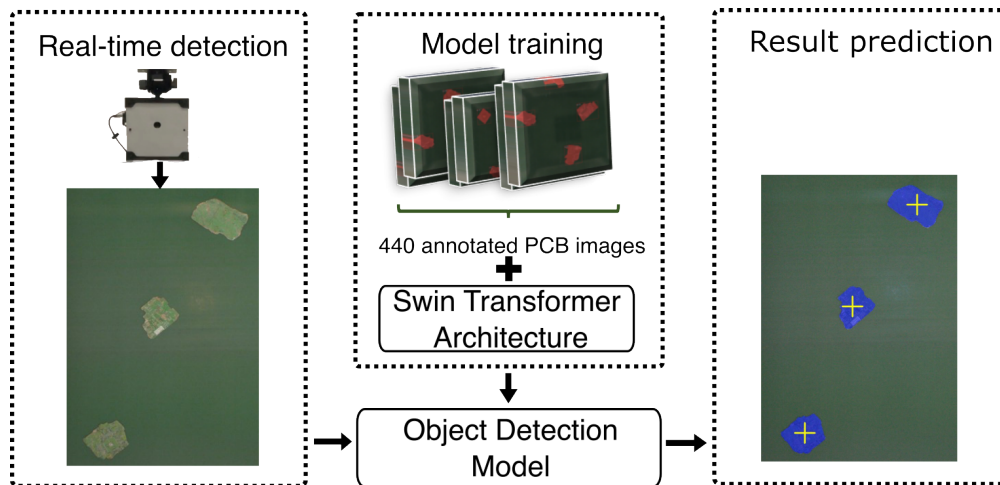 Real-time detection
Model training
440 annotated PCB images
Swin Transformer
Architecture
Object Detection
Model
Result prediction